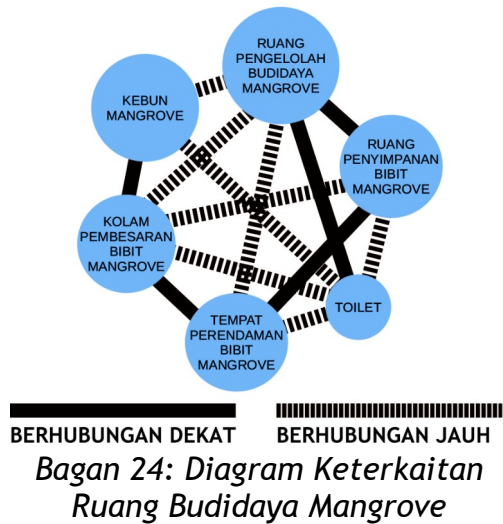 RUANG
PENGELOLAH
BUDIDAYA
MANGROVE
KEBUN
MANGROVE
RUANG
PENYIMPANAN
BIBIT
MANGROVE
KOLAM
PEMBESARAN
BIBIT
MANGROVE
TOILET
TEMPAT
PERENDAMAN
BIBIT
MANGROVE
BERHUBUNGAN DEKAT
BERHUBUNGAN JAUH
Bagan 24: Diagram Keterkaitan
Ruang Budidaya Mangrove